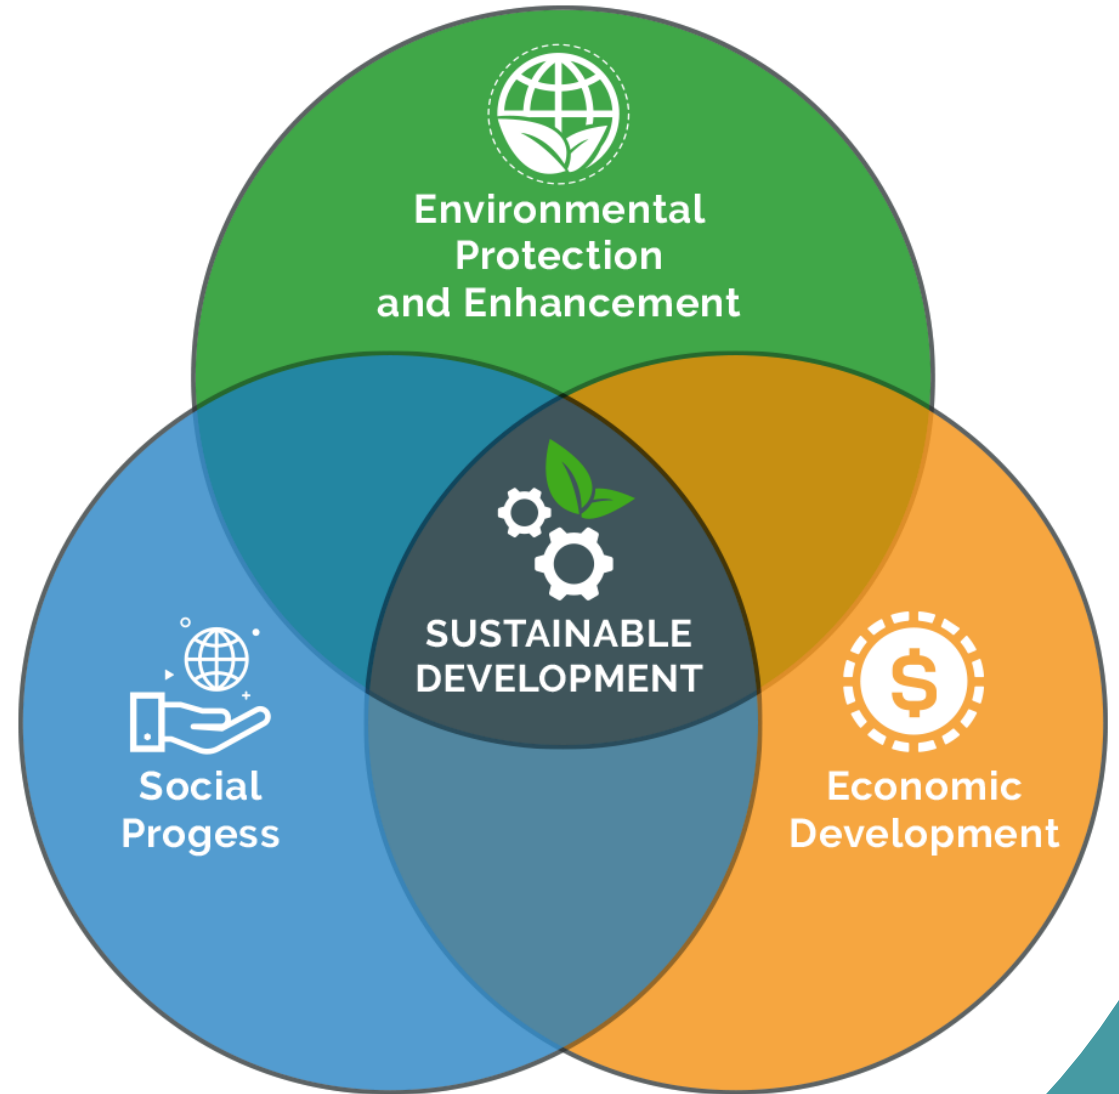 Environmental
Protection
and Enhancement
SUSTAINABLE
DEVELOPMENT
$
Social
Progess
Economic
Development